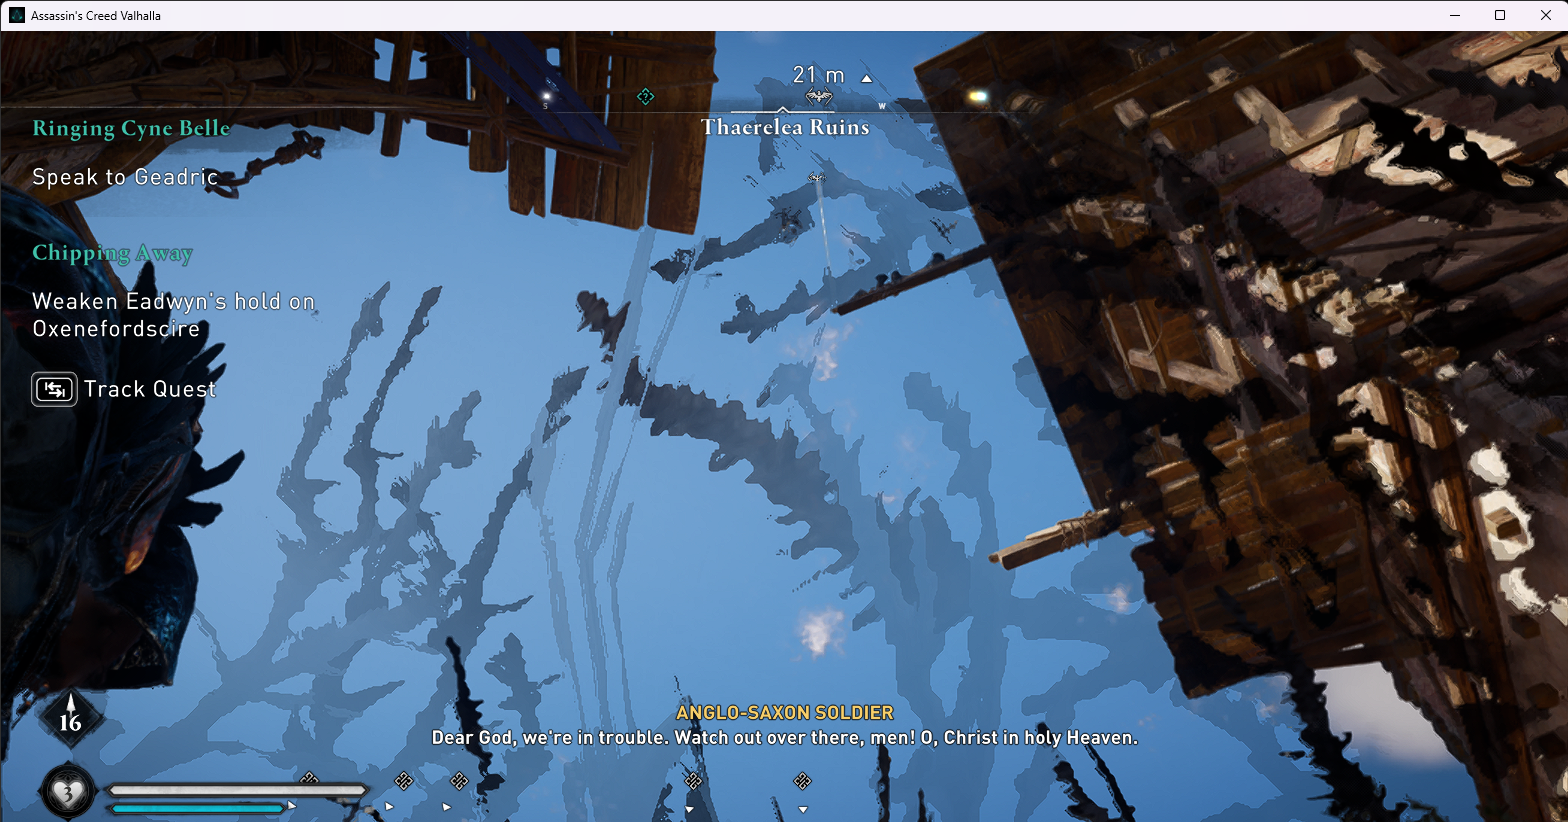 Assassin's Creed Valhalla
21 m
S
W
Thaerelea Ruins
Ringing Cyne Belle
Speak to Geadric
Chipping Away
Weaken Eadwyn's hold on
Oxenefordscire
Track Quest
16
ANGLO-SAXON SOLDIER
Dear God, we're in trouble. Watch out over there, men! O, Christ in holy Heaven.
3